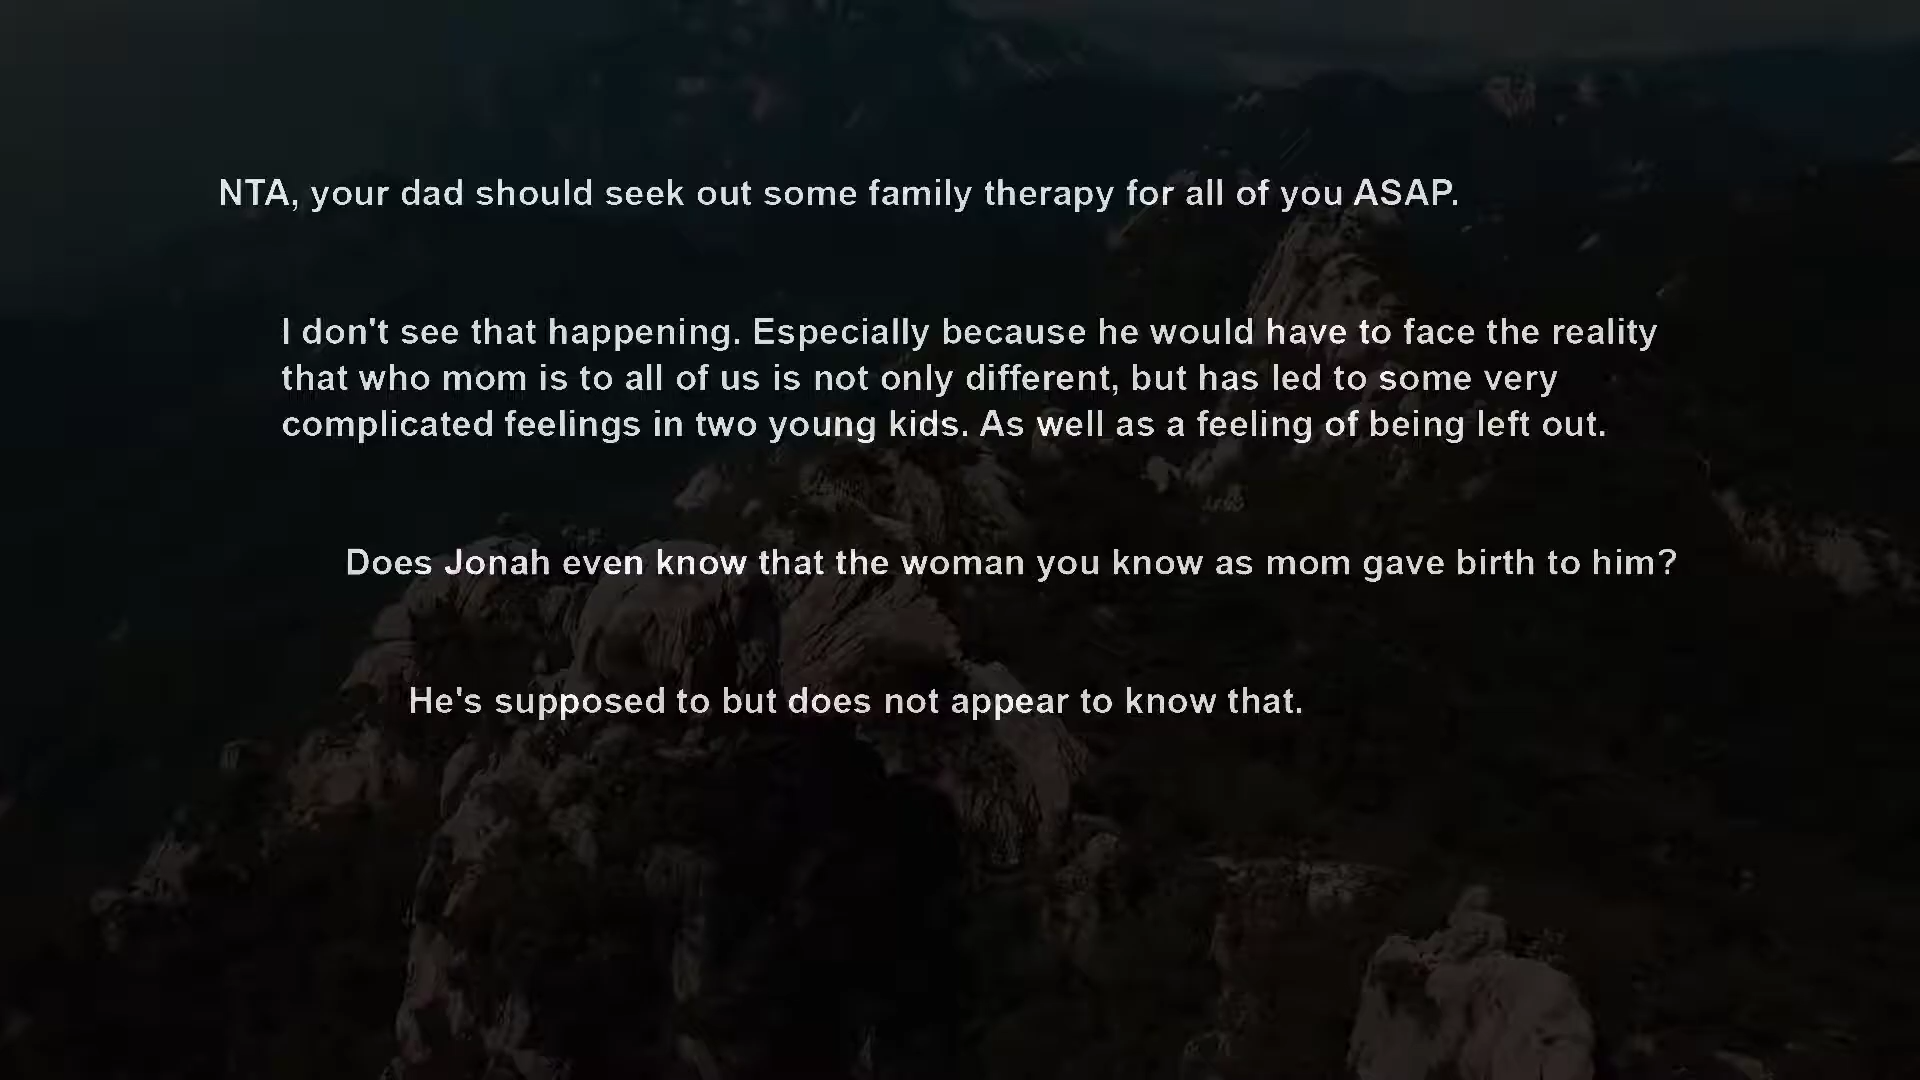 NTA, your dad should seek out some family therapy for all of you ASAP.
I don't see that happening. Especially because he would have to face the reality
that who mom is to all of us is not only different, but has led to some very
complicated feelings in two young kids. As well as a feeling of being left out.
Does Jonah even know that the woman you know as mom gave birth to him?
He's supposed to but does not appear to know that.